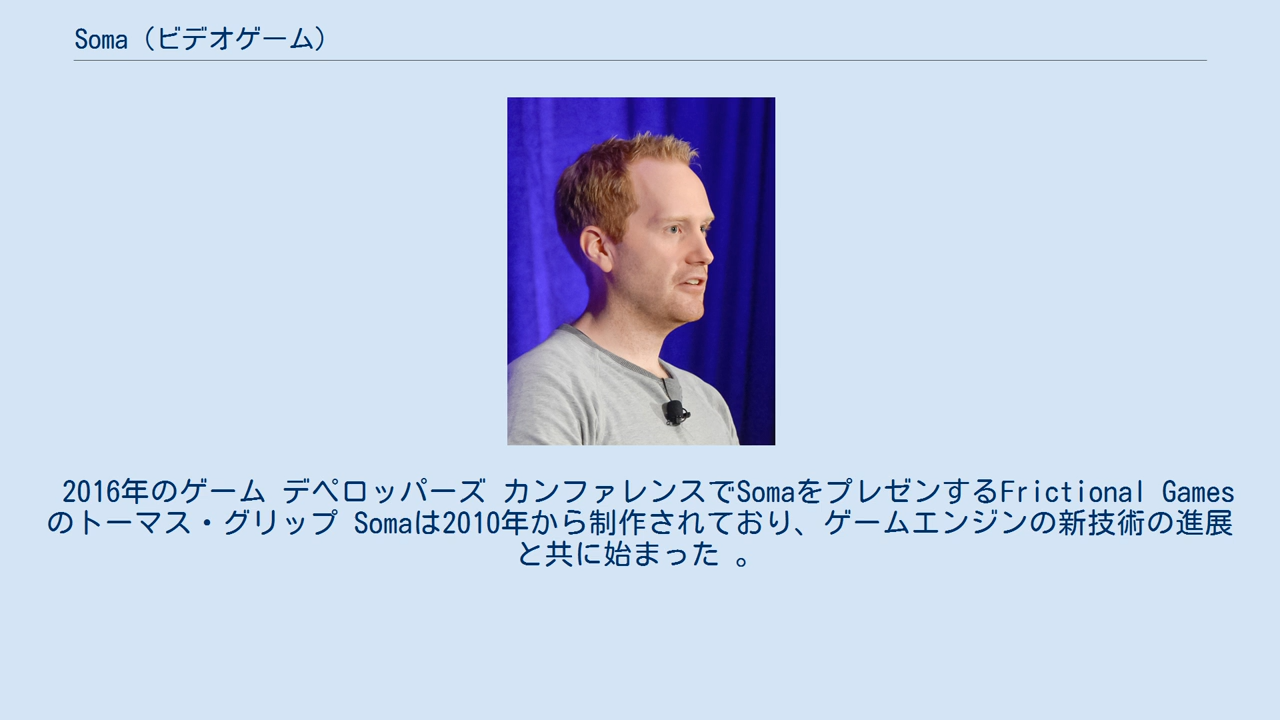 Soma（ビデオゲーム）
2016年のゲーム デペロッパーズ カンファレンスでSomaをプレゼンするFrictional Games
のトーマス・グリップ Somaは2010年から制作されており、ゲームエンジンの新技術の進展
と共に始まった 。